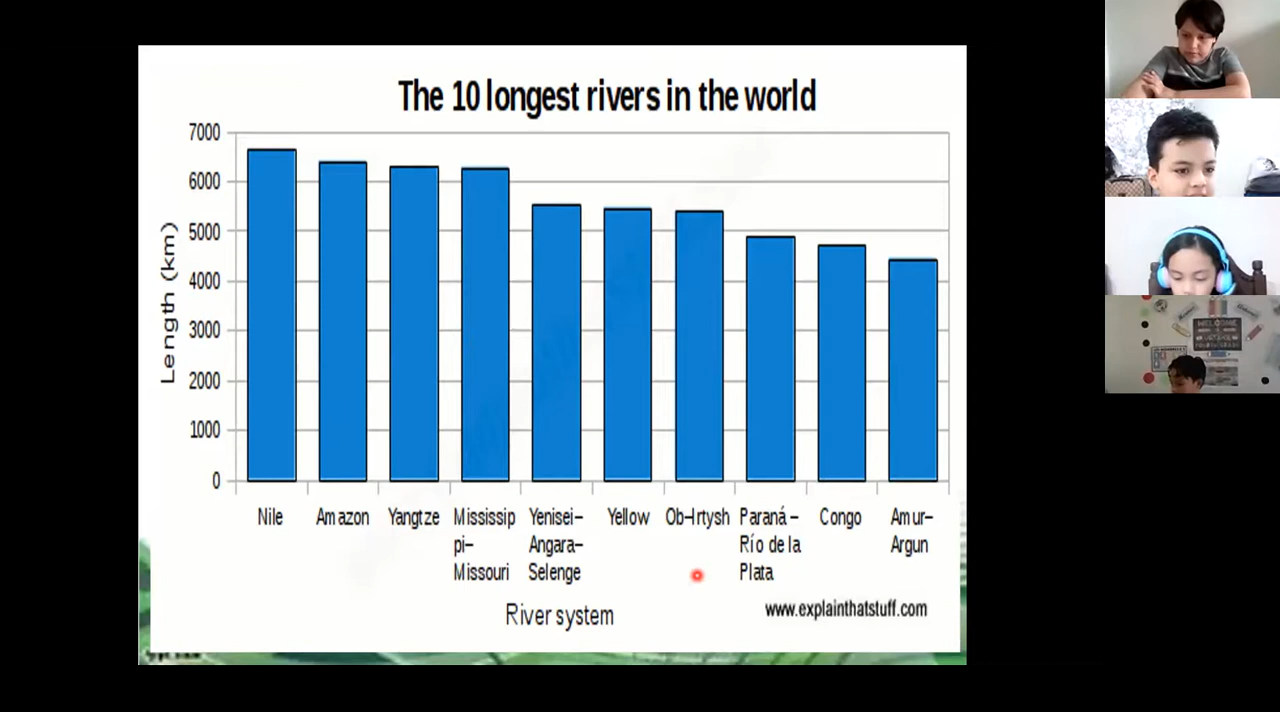 The 10 longest rivers in the world
7000
6000
5000
4000
3000
2000
1000
0
Length (km)
Nile
Amazon
Yangtze
Mississip
pi–
Missouri
Yenisei–
Angara–
Selenge
Yellow
Ob–Irtysh
Paraná –
Río de la
Plata
Congo
Amur–
Argun
River system
www.explainthatstuff.com
WELCOME